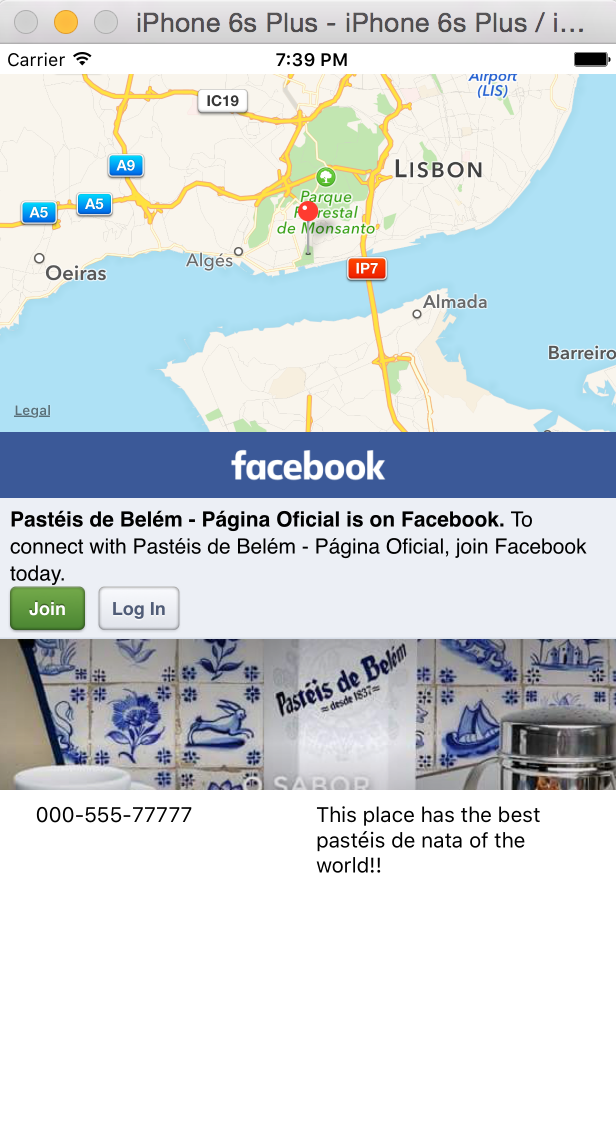 iPhone 6s Plus - iPhone 6s Plus / i...
Carrier 7:39 PM
Airport
(LIS)
IC19
A9
LISBON
A5
A5
Parque
Florestal
de Monsanto
Algés
IP7
Oeiras
Almada
Barreiro
Legal
facebook
Pastéis de Belém - Página Oficial is on Facebook. To
connect with Pastéis de Belém - Página Oficial, join Facebook
today.
Join Log In
Pastéis de Belém
desde 1837
SABOR
000-555-77777
This place has the best
pastéis de nata of the
world!!